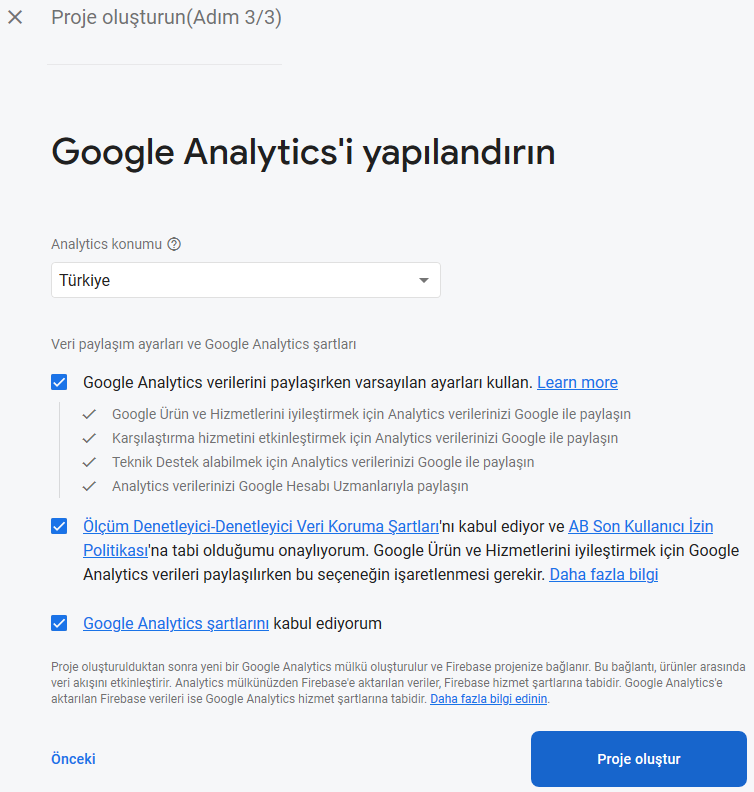 Proje oluşturun(Adım 3/3)
Google Analytics'i yapılandırın
Analytics konumu
Türkiye
Veri paylaşım ayarları ve Google Analytics şartları
Google Analytics verilerini paylaşırken varsayılan ayarları kullan. Learn more
Google Ürün ve Hizmetlerini iyileştirmek için Analytics verilerinizi Google ile paylaşın
Karşılaştırma hizmetini etkinleştirmek için Analytics verilerinizi Google ile paylaşın
Teknik Destek alabilmek için Analytics verilerinizi Google ile paylaşın
Analytics verilerinizi Google Hesabı Uzmanlarıyla paylaşın
Ölçüm Denetleyici-Denetleyici Veri Koruma Şartları'nı kabul ediyor ve AB Son Kullanıcı İzin
Politikası'na tabi olduğumu onaylıyorum. Google Ürün ve Hizmetlerini iyileştirmek için Google
Analytics verileri paylaşılırken bu seçeneğin işaretlenmesi gerekir. Daha fazla bilgi
Google Analytics şartlarını kabul ediyorum
Proje oluşturulduktan sonra yeni bir Google Analytics mülkü oluşturulur ve Firebase projenize bağlanır. Bu bağlantı, ürünler arasında
veri akışını etkinleştirir. Analytics mülkünüzden Firebase'e aktarılan veriler, Firebase hizmet şartlarına tabidir. Google Analytics'e
aktarılan Firebase verileri ise Google Analytics hizmet şartlarına tabidir. Daha fazla bilgi edinin.
Önceki
Proje oluştur